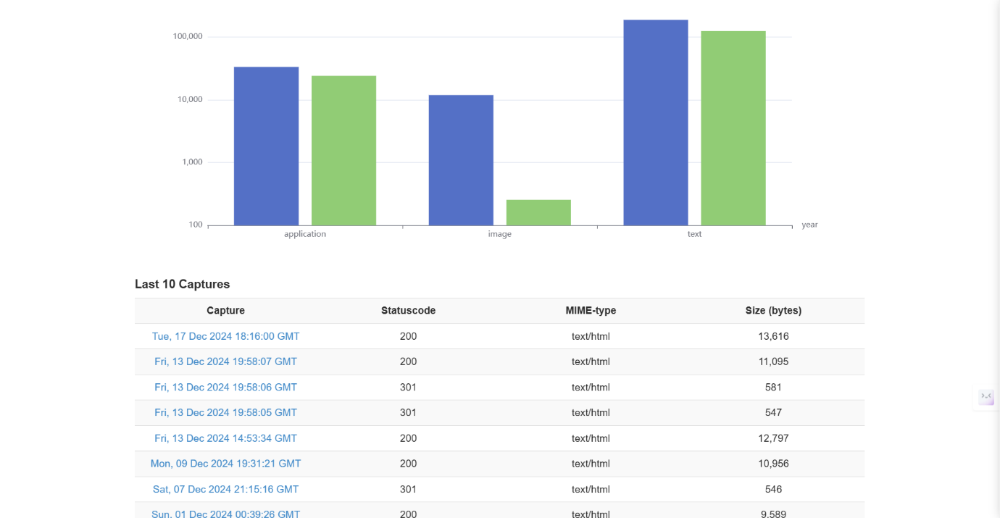 100,000
10,000
1,000
100
application image text year
Last 10 Captures
Capture Statuscode MIME-type Size (bytes)
Tue, 17 Dec 2024 18:16:00 GMT 200 text/html 13,616
Fri, 13 Dec 2024 19:58:07 GMT 200 text/html 11,095
Fri, 13 Dec 2024 19:58:06 GMT 301 text/html 581
Fri, 13 Dec 2024 19:58:05 GMT 301 text/html 547
Fri, 13 Dec 2024 14:53:34 GMT 200 text/html 12,797
Mon, 09 Dec 2024 19:31:21 GMT 200 text/html 10,956
Sat, 07 Dec 2024 21:15:16 GMT 301 text/html 546
Sun, 01 Dec 2024 00:39:26 GMT 200 text/html 9,589